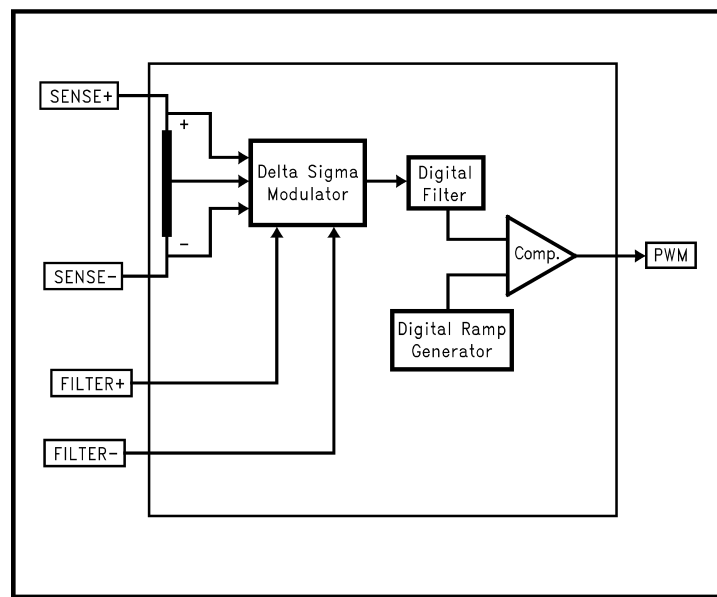 SENSE+
+
Delta Sigma
Modulator
Digital
Filter
-
Comp.
PWM
SENSE-
Digital Ramp
Generator
FILTER+
FILTER-